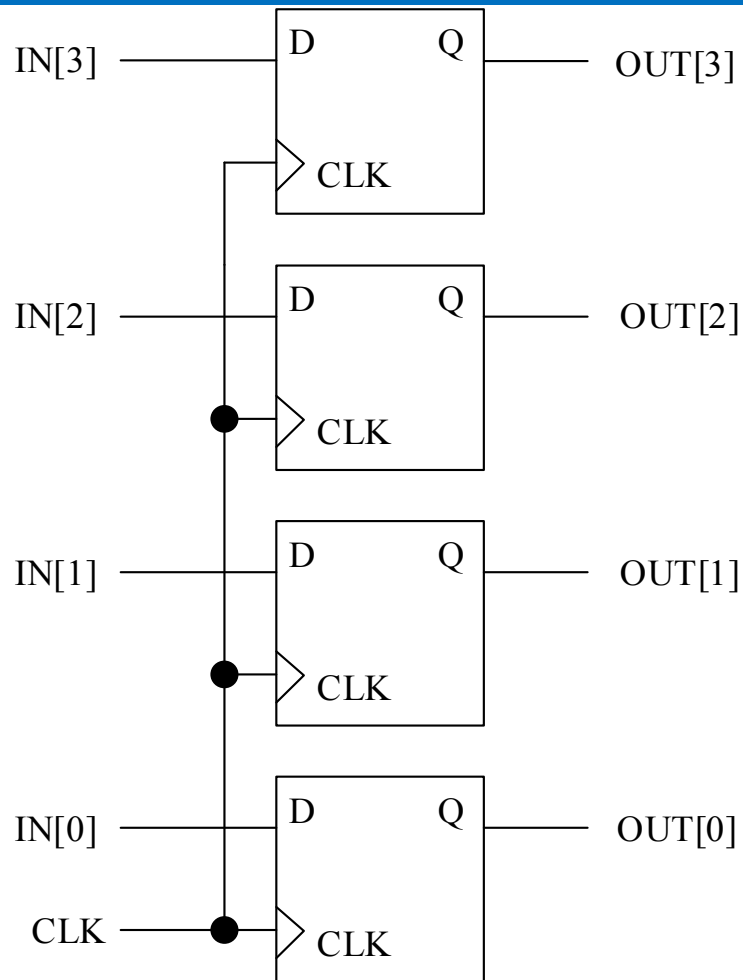 IN[3] D Q OUT[3]
CLK
IN[2] D Q OUT[2]
CLK
IN[1] D Q OUT[1]
CLK
IN[0] D Q OUT[0]
CLK CLK